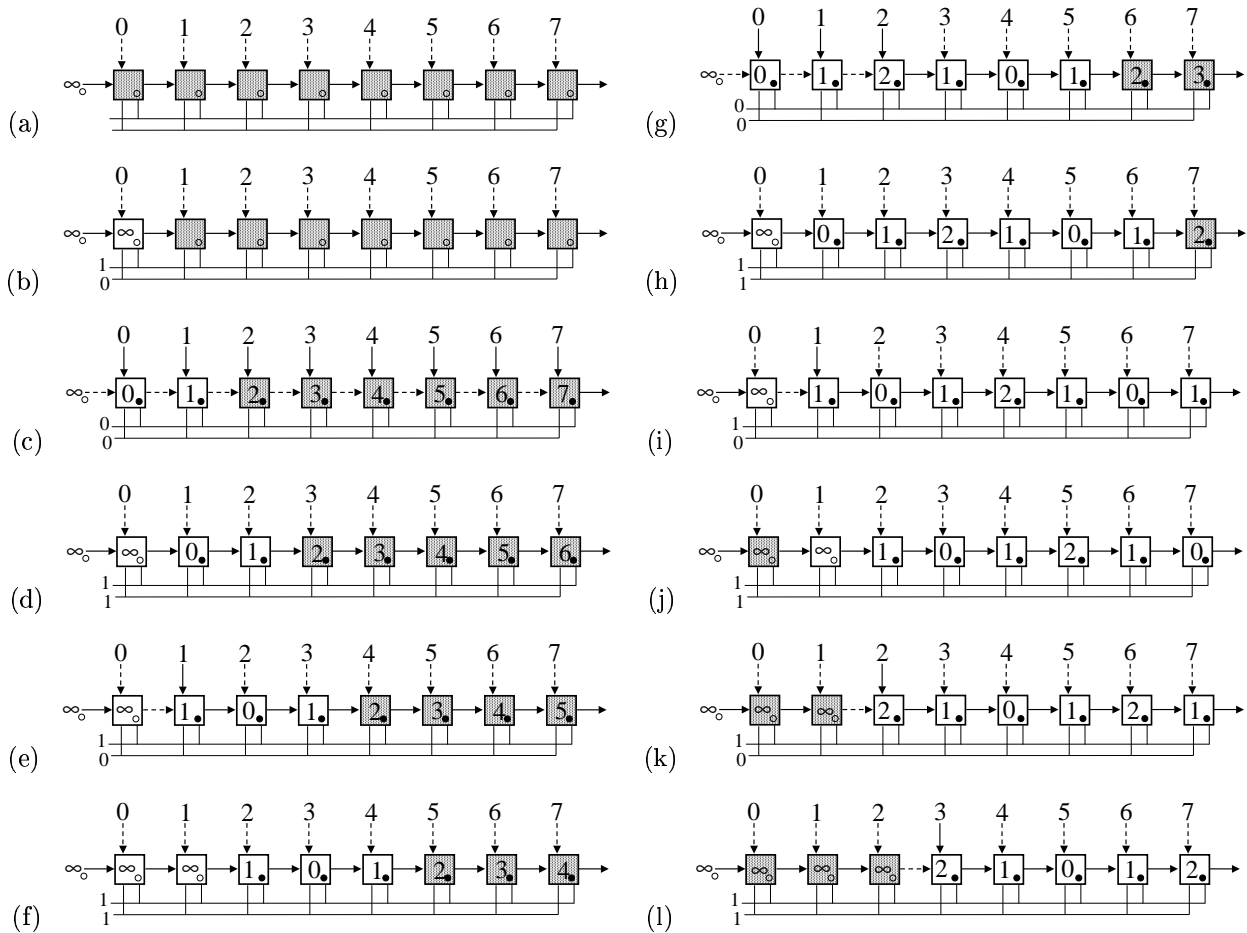 0 1 2 3 4 5 6 7
∞
(a)
0 1 2 3 4 5 6 7
∞ ∞
1
0
(b)
0 1 2 3 4 5 6 7
∞ 0 1 2 3 4 5 6 7
0
0
(c)
0 1 2 3 4 5 6 7
∞ ∞ 0 1 2 3 4 5 6
1
1
(d)
0 1 2 3 4 5 6 7
∞ ∞ 1 0 1 2 3 4 5
1
0
(e)
0 1 2 3 4 5 6 7
∞ ∞ ∞ 1 0 1 2 3 4
1
1
(f)
0 1 2 3 4 5 6 7
∞ 0 1 2 1 0 1 2 3
0
0
(g)
0 1 2 3 4 5 6 7
∞ ∞ 0 1 2 1 0 1 2
1
1
(h)
0 1 2 3 4 5 6 7
∞ ∞ 1 0 1 2 1 0 1
1
0
(i)
0 1 2 3 4 5 6 7
∞ ∞ ∞ 1 0 1 2 1 0
1
1
(j)
0 1 2 3 4 5 6 7
∞ ∞ ∞ 2 1 0 1 2 1
1
0
(k)
0 1 2 3 4 5 6 7
∞ ∞ ∞ ∞ 2 1 0 1 2
1
1
(l)